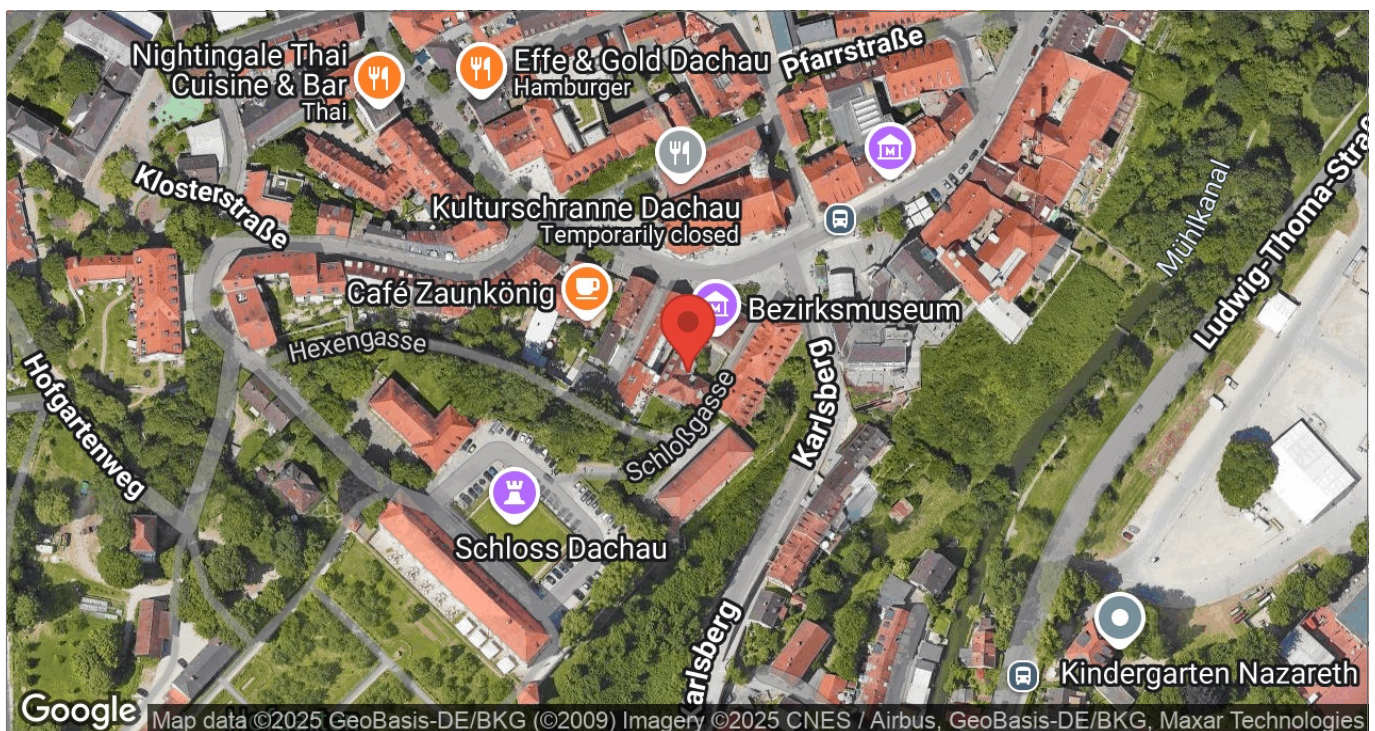 Nightingale Thai
Cuisine & Bar
Thai
Effe & Gold Dachau
Hamburger
Pfarrstraße
Klosterstraße
Kulturschranne Dachau
Temporarily closed
Mühlkanal
Ludwig-Thoma-Straß
Café Zaunkönig
M
Bezirksmuseum
Hexengasse
Schloßgasse
Karlsberg
Hofgartenweg
Schloss Dachau
Karlsberg
Kindergarten Nazareth
Google
Map data ©2025 GeoBasis-DE/BKG (©2009) Imagery ©2025 CNES / Airbus, GeoBasis-DE/BKG, Maxar Technologies